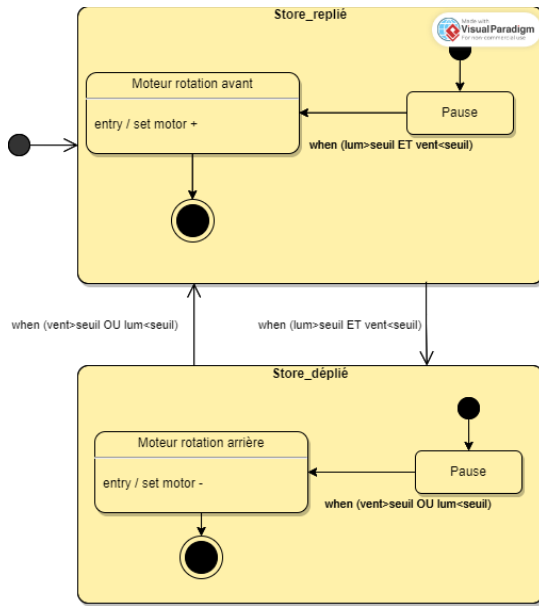 Store_replié
Made with
VisualParadigm
For non-commercial use
Moteur rotation avant
entry / set motor +
Pause
when (lum>seuil ET vent<seuil)
when (vent>seuil OU lum<seuil)
when (lum>seuil ET vent<seuil)
Store_déplié
Moteur rotation arrière
entry / set motor -
Pause
when (vent>seuil OU lum<seuil)